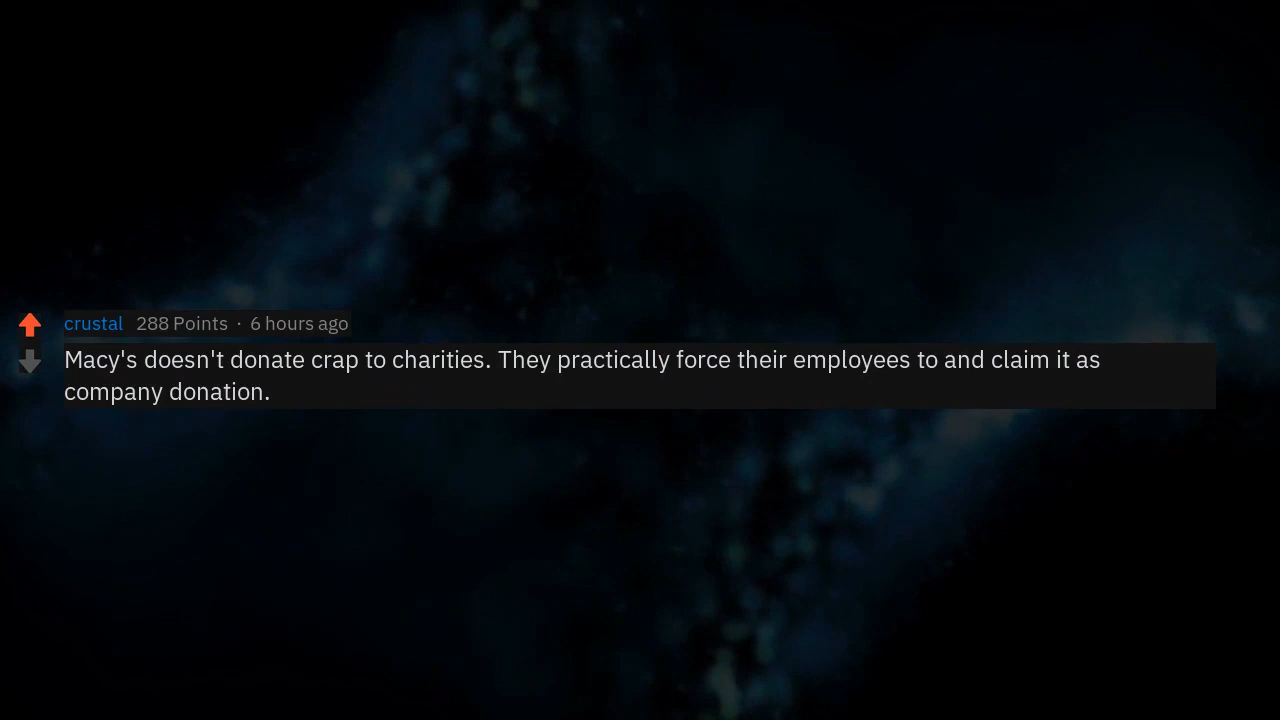 crustal 288 Points · 6 hours ago
Macy's doesn't donate crap to charities. They practically force their employees to and claim it as
company donation.